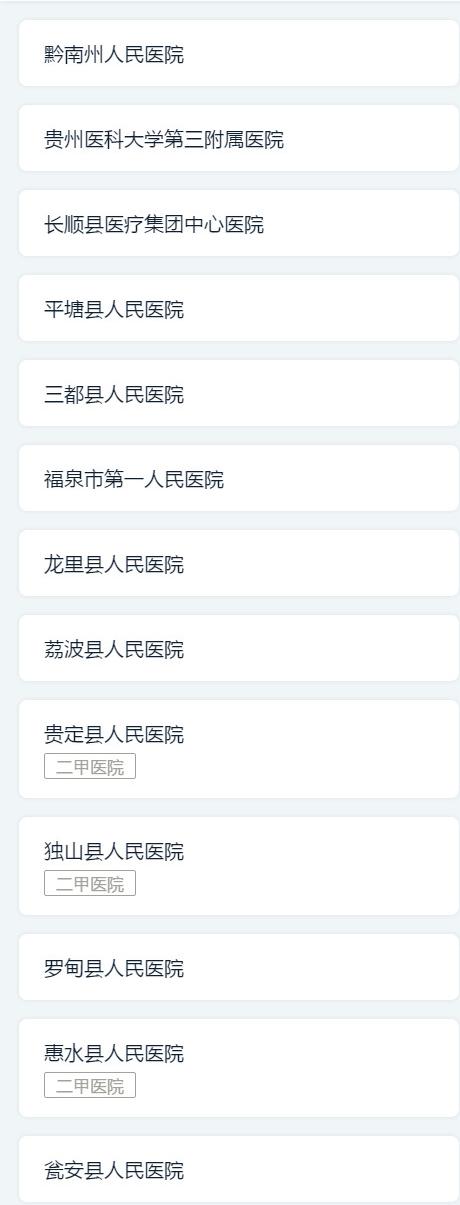 黔南州人民医院
贵州医科大学第三附属医院
长顺县医疗集团中心医院
平塘县人民医院
三都县人民医院
福泉市第一人民医院
龙里县人民医院
荔波县人民医院
贵定县人民医院
二甲医院
独山县人民医院
二甲医院
罗甸县人民医院
惠水县人民医院
二甲医院
瓮安县人民医院